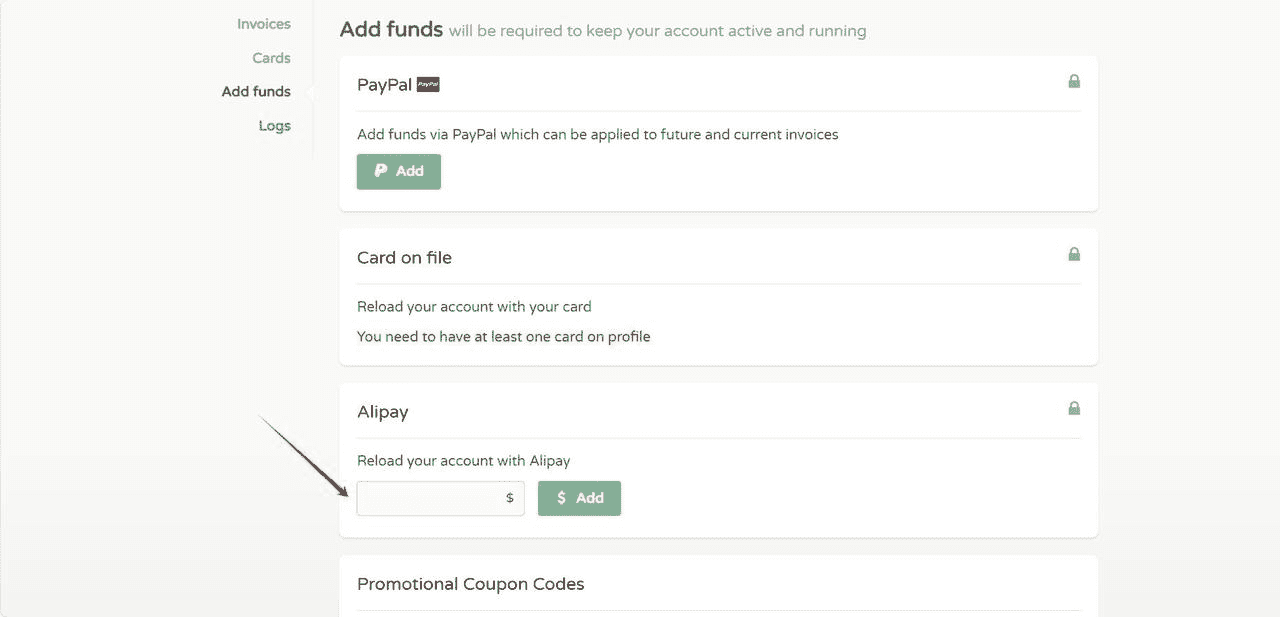 Invoices
Cards
Add funds
Logs
Add funds will be required to keep your account active and running
PayPal PayPal
Add funds via PayPal which can be applied to future and current invoices
Add
Card on file
Reload your account with your card
You need to have at least one card on profile
Alipay
Reload your account with Alipay
$ $ Add
Promotional Coupon Codes